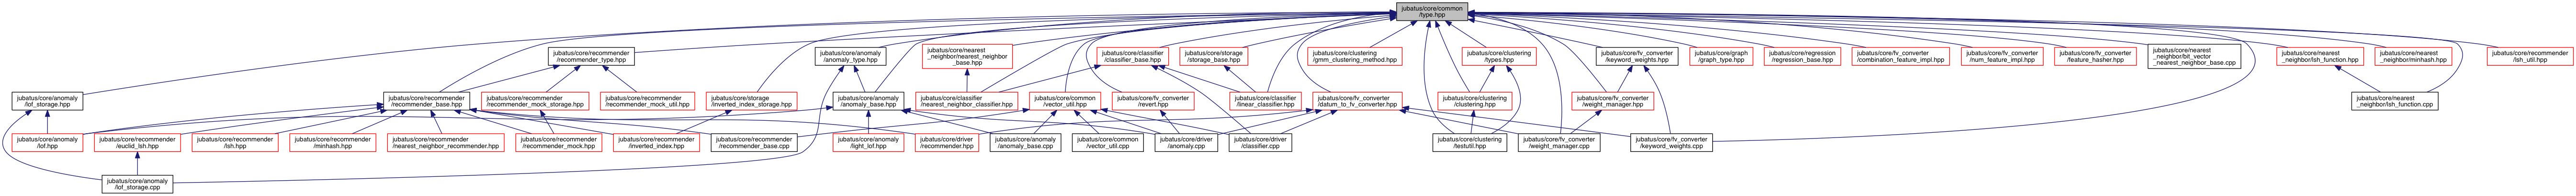 jubatus/core/common
/type.hpp
jubatus/core/recommender
/recommender_type.hpp
jubatus/core/anomaly
/anomaly_type.hpp
jubatus/core/nearest
_neighbor/nearest_neighbor
_base.hpp
jubatus/core/classifier
/classifier_base.hpp
jubatus/core/storage
/storage_base.hpp
jubatus/core/clustering
/gmm_clustering_method.hpp
jubatus/core/clustering
/types.hpp
jubatus/core/fv_converter
/keyword_weights.hpp
jubatus/core/graph
/graph_type.hpp
jubatus/core/regression
/regression_base.hpp
jubatus/core/fv_converter
/combination_feature_impl.hpp
jubatus/core/fv_converter
/num_feature_impl.hpp
jubatus/core/fv_converter
/feature_hasher.hpp
jubatus/core/nearest
_neighbor/bit_vector
_nearest_neighbor_base.cpp
jubatus/core/nearest
_neighbor/lsh_function.hpp
jubatus/core/nearest
_neighbor/minhash.hpp
jubatus/core/recommender
/lsh_util.hpp
jubatus/core/anomaly
/lof_storage.hpp
jubatus/core/recommender
/recommender_base.hpp
jubatus/core/recommender
/recommender_mock_storage.hpp
jubatus/core/recommender
/recommender_mock_util.hpp
jubatus/core/storage
/inverted_index_storage.hpp
jubatus/core/anomaly
/anomaly_base.hpp
jubatus/core/classifier
/nearest_neighbor_classifier.hpp
jubatus/core/common
/vector_util.hpp
jubatus/core/fv_converter
/revert.hpp
jubatus/core/classifier
/linear_classifier.hpp
jubatus/core/fv_converter
/datum_to_fv_converter.hpp
jubatus/core/clustering
/clustering.hpp
jubatus/core/fv_converter
/weight_manager.hpp
jubatus/core/nearest
_neighbor/lsh_function.cpp
jubatus/core/anomaly
/lof.hpp
jubatus/core/recommender
/euclid_lsh.hpp
jubatus/core/recommender
/lsh.hpp
jubatus/core/recommender
/minhash.hpp
jubatus/core/recommender
/nearest_neighbor_recommender.hpp
jubatus/core/recommender
/recommender_mock.hpp
jubatus/core/recommender
/inverted_index.hpp
jubatus/core/recommender
/recommender_base.cpp
jubatus/core/anomaly
/light_lof.hpp
jubatus/core/driver
/recommender.hpp
jubatus/core/anomaly
/anomaly_base.cpp
jubatus/core/common
/vector_util.cpp
jubatus/core/driver
/anomaly.cpp
jubatus/core/driver
/classifier.cpp
jubatus/core/clustering
/testutil.hpp
jubatus/core/fv_converter
/weight_manager.cpp
jubatus/core/fv_converter
/keyword_weights.cpp
jubatus/core/anomaly
/lof_storage.cpp